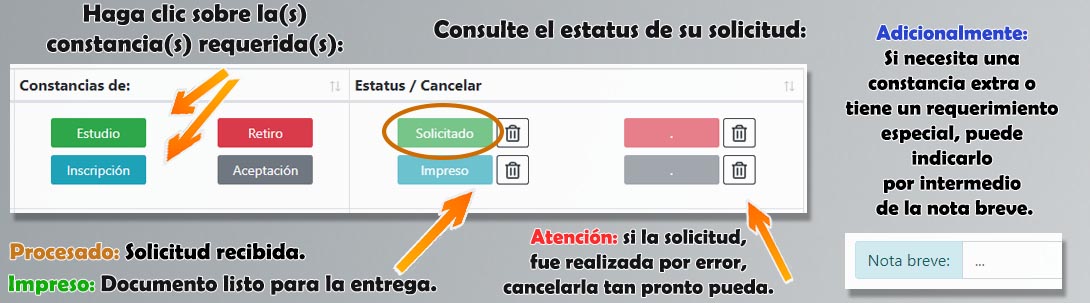 Haga clic sobre la(s)
constancia(s) requerida(s):
Consulte el estatus de su solicitud:
Constancias de:
Estatus / Cancelar
Estudio
Retiro
Solicitado
.
Inscripción
Aceptación
Impreso
.
Procesado: Solicitud recibida.
Impreso: Documento listo para la entrega.
Atención: si la solicitud,
fue realizada por error,
cancelarla tan pronto pueda.
Adicionalmente:
Si necesita una
constancia extra o
tiene un requerimiento
especial, puede
indicarlo
por intermedio
de la nota breve.
Nota breve: ...